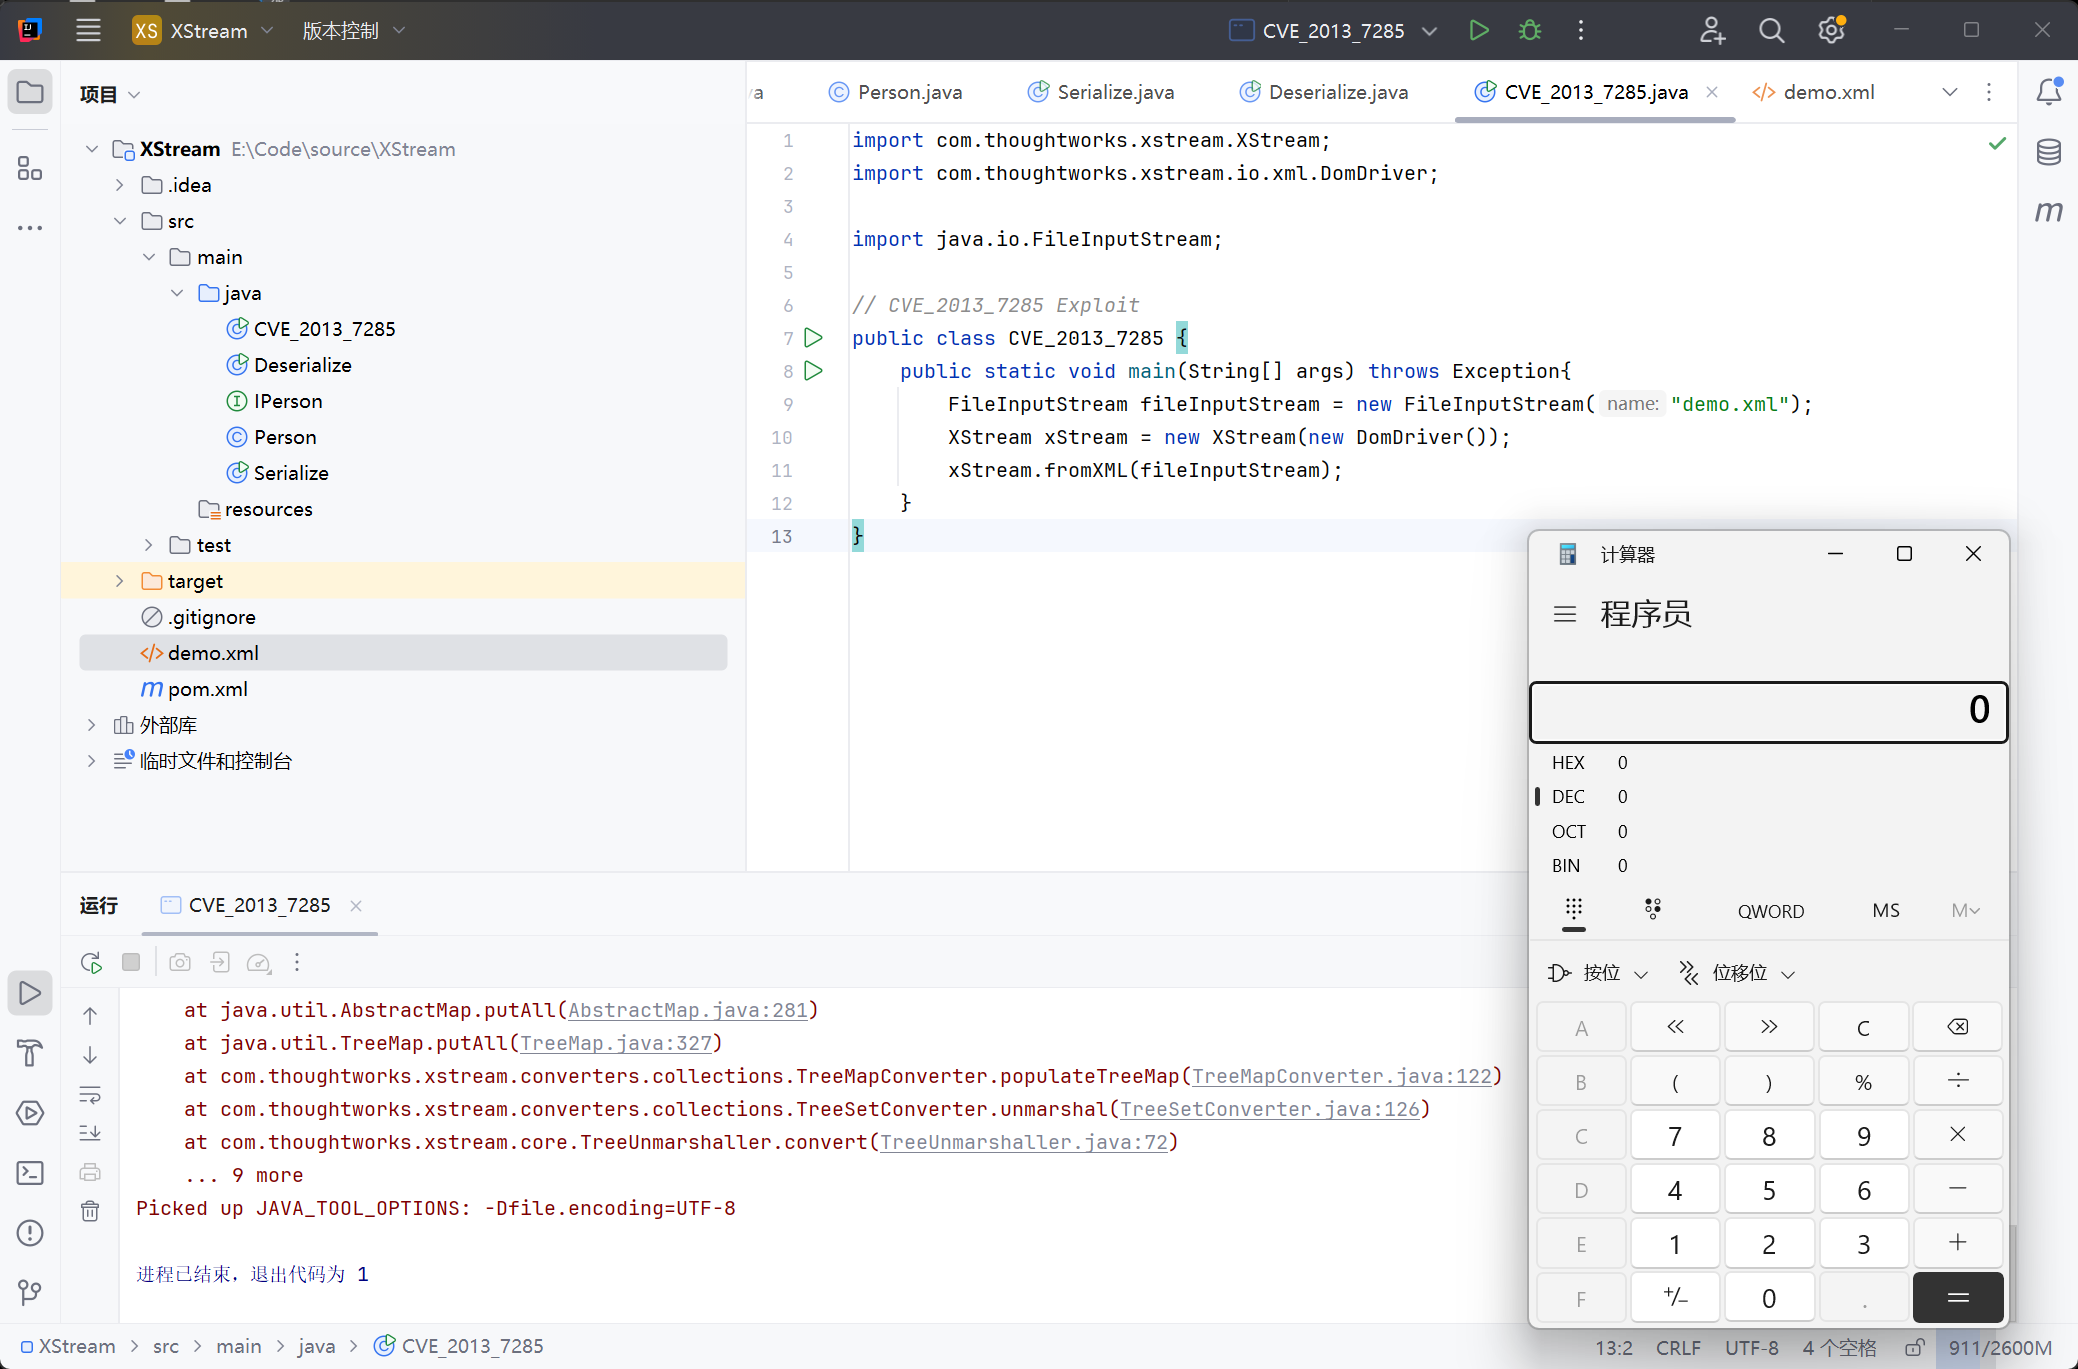 XS XStream 版本控制 CVE_2013_7285
项目
/a Person.java Serialize.java Deserialize.java CVE_2013_7285.java demo.xml
XStream E:\Code\source\XStream
.idea
src
main
java
CVE_2013_7285
Deserialize
IPerson
Person
Serialize
resources
test
target
.gitignore
demo.xml
pom.xml
外部库
临时文件和控制台
1 import com.thoughtworks.xstream.XStream;
2 import com.thoughtworks.xstream.io.xml.DomDriver;
3
4 import java.io.FileInputStream;
5
6 // CVE_2013_7285 Exploit
7 public class CVE_2013_7285 {
8 public static void main(String[] args) throws Exception{
9 FileInputStream fileInputStream = new FileInputStream( name: "demo.xml");
10 XStream xStream = new XStream(new DomDriver());
11 xStream.fromXML(fileInputStream);
12 }
13 }
运行 CVE_2013_7285
at java.util.AbstractMap.putAll(AbstractMap.java:281)
at java.util.TreeMap.putAll(TreeMap.java:327)
at com.thoughtworks.xstream.converters.collections.TreeMapConverter.populateTreeMap(TreeMapConverter.java:122)
at com.thoughtworks.xstream.converters.collections.TreeSetConverter.unmarshal(TreeSetConverter.java:126)
at com.thoughtworks.xstream.core.TreeUnmarshaller.convert(TreeUnmarshaller.java:72)
... 9 more
Picked up JAVA_TOOL_OPTIONS: -Dfile.encoding=UTF-8
进程已结束，退出代码为 1
计算器
程序员
0
HEX 0
DEC 0
OCT 0
BIN 0
QWORD MS M
按位 位移位
A << >> C
B ( ) % ÷
C 7 8 9 ×
D 4 5 6 −
E 1 2 3 +
F +/− 0 . =
XStream > src > main > java > CVE_2013_7285
13:2 CRLF UTF-8 4 个空格 911/2600M